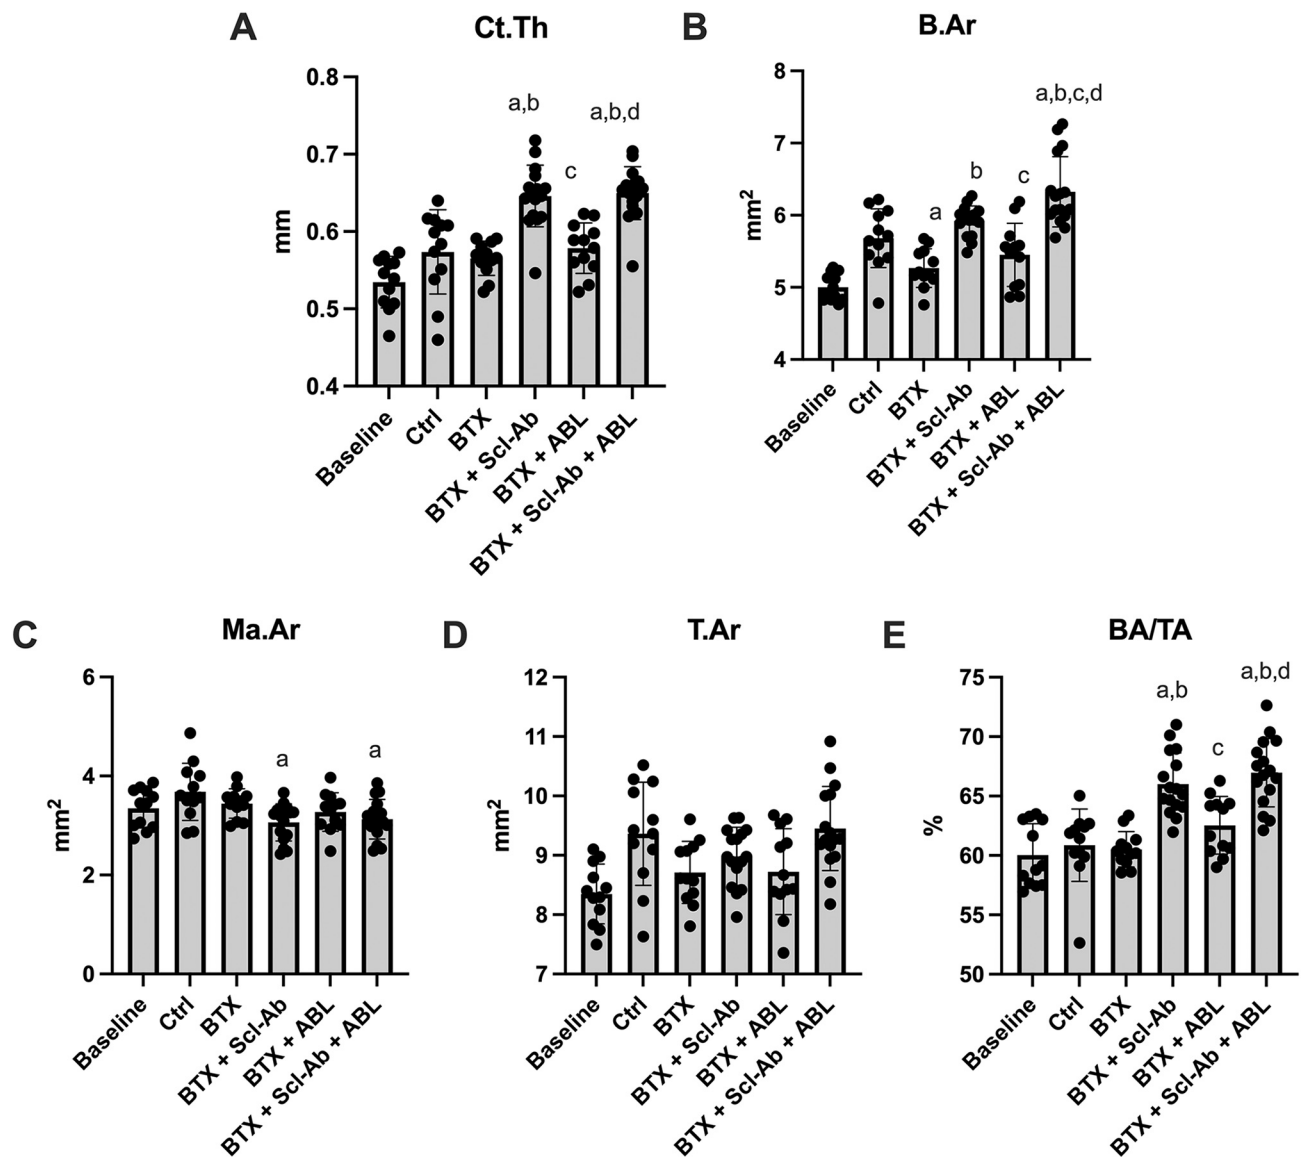 A
Ct.Th
0.8
0.7
0.6
0.5
0.4
mm
a,b
c
a,b,d
Baseline
Ctrl
BTX
BTX + Scl-Ab
BTX + ABL
BTX + Scl-Ab + ABL
B
B.Ar
8
7
6
5
4
mm²
a
b
c
a,b,c,d
Baseline
Ctrl
BTX
BTX + Scl-Ab
BTX + ABL
BTX + Scl-Ab + ABL
C
Ma.Ar
6
4
2
0
mm²
a
a
Baseline
Ctrl
BTX
BTX + Scl-Ab
BTX + ABL
BTX + Scl-Ab + ABL
D
T.Ar
12
11
10
9
8
7
mm²
Baseline
Ctrl
BTX
BTX + Scl-Ab
BTX + ABL
BTX + Scl-Ab + ABL
E
BA/TA
75
70
65
60
55
50
%
a,b
c
a,b,d
Baseline
Ctrl
BTX
BTX + Scl-Ab
BTX + ABL
BTX + Scl-Ab + ABL